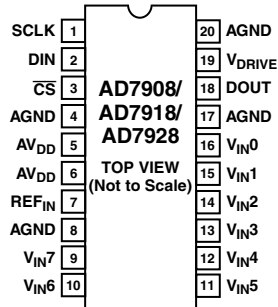 SCLK 1
DIN 2
CS 3
AGND 4
AVDD 5
AVDD 6
REFIN 7
AGND 8
VIN7 9
VIN6 10
AD7908/
AD7918/
AD7928
TOP VIEW
(Not to Scale)
20 AGND
19 VDRIVE
18 DOUT
17 AGND
16 VIN0
15 VIN1
14 VIN2
13 VIN3
12 VIN4
11 VIN5